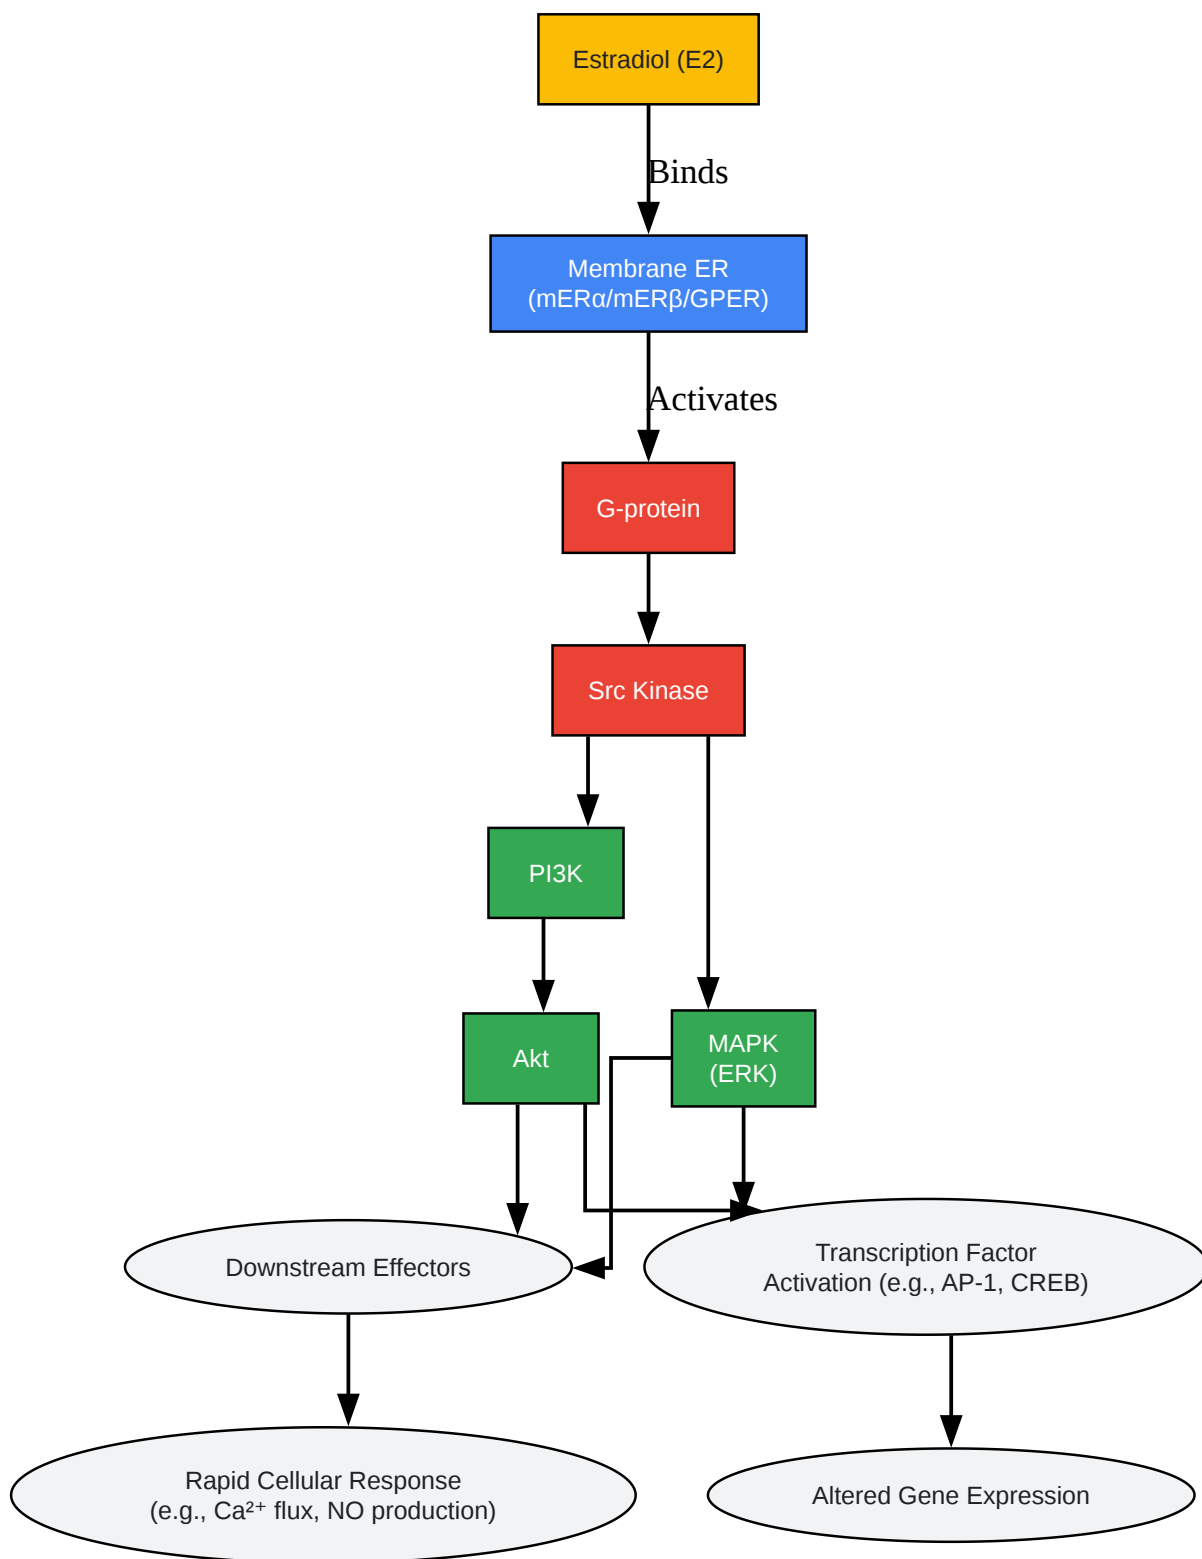 Estradiol (E2)
Binds
Membrane ER
(mERα/mERβ/GPER)
Activates
G-protein
Src Kinase
PI3K
Akt
MAPK
(ERK)
Downstream Effectors
Transcription Factor
Activation (e.g., AP-1, CREB)
Rapid Cellular Response
(e.g., Ca²⁺ flux, NO production)
Altered Gene Expression